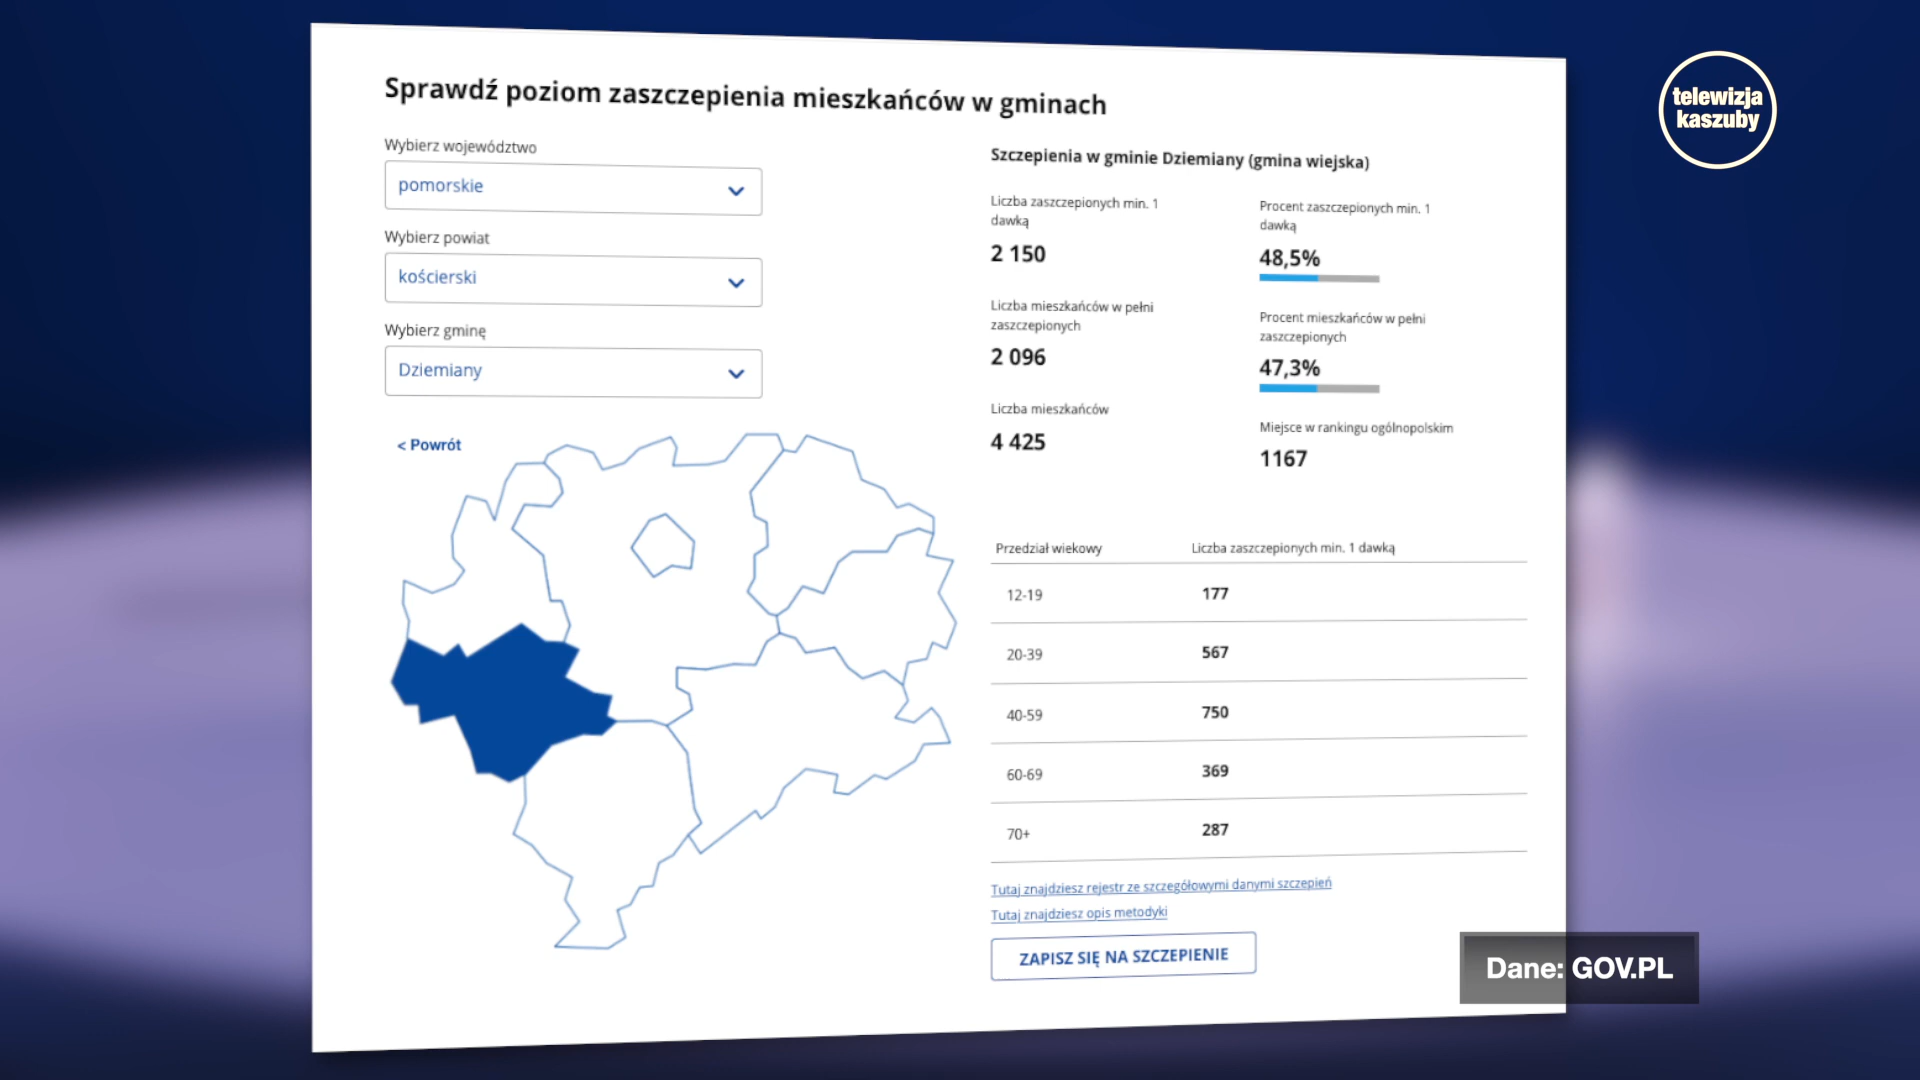 Sprawdź poziom zaszczepienia mieszkańców w gminach
telewizja
kaszuby
Wybierz województwo
pomorskie
Wybierz powiat
kościerski
Wybierz gminę
Dziemiany
< Powrót
Szczepienia w gminie Dziemiany (gmina wiejska)
Liczba zaszczepionych min. 1
dawką
2 150
Procent zaszczepionych min. 1
dawką
48,5%
Liczba mieszkańców w pełni
zaszczepionych
2 096
Procent mieszkańców w pełni
zaszczepionych
47,3%
Liczba mieszkańców
4 425
Miejsce w rankingu ogólnopolskim
1167
Przedział wiekowy Liczba zaszczepionych min. 1 dawką
12-19 177
20-39 567
40-59 750
60-69 369
70+ 287
Tutaj znajdziesz rejestr ze szczegółowymi danymi szczepień
Tutaj znajdziesz opis metodyki
ZAPISZ SIĘ NA SZCZEPIENIE
Dane: GOV.PL